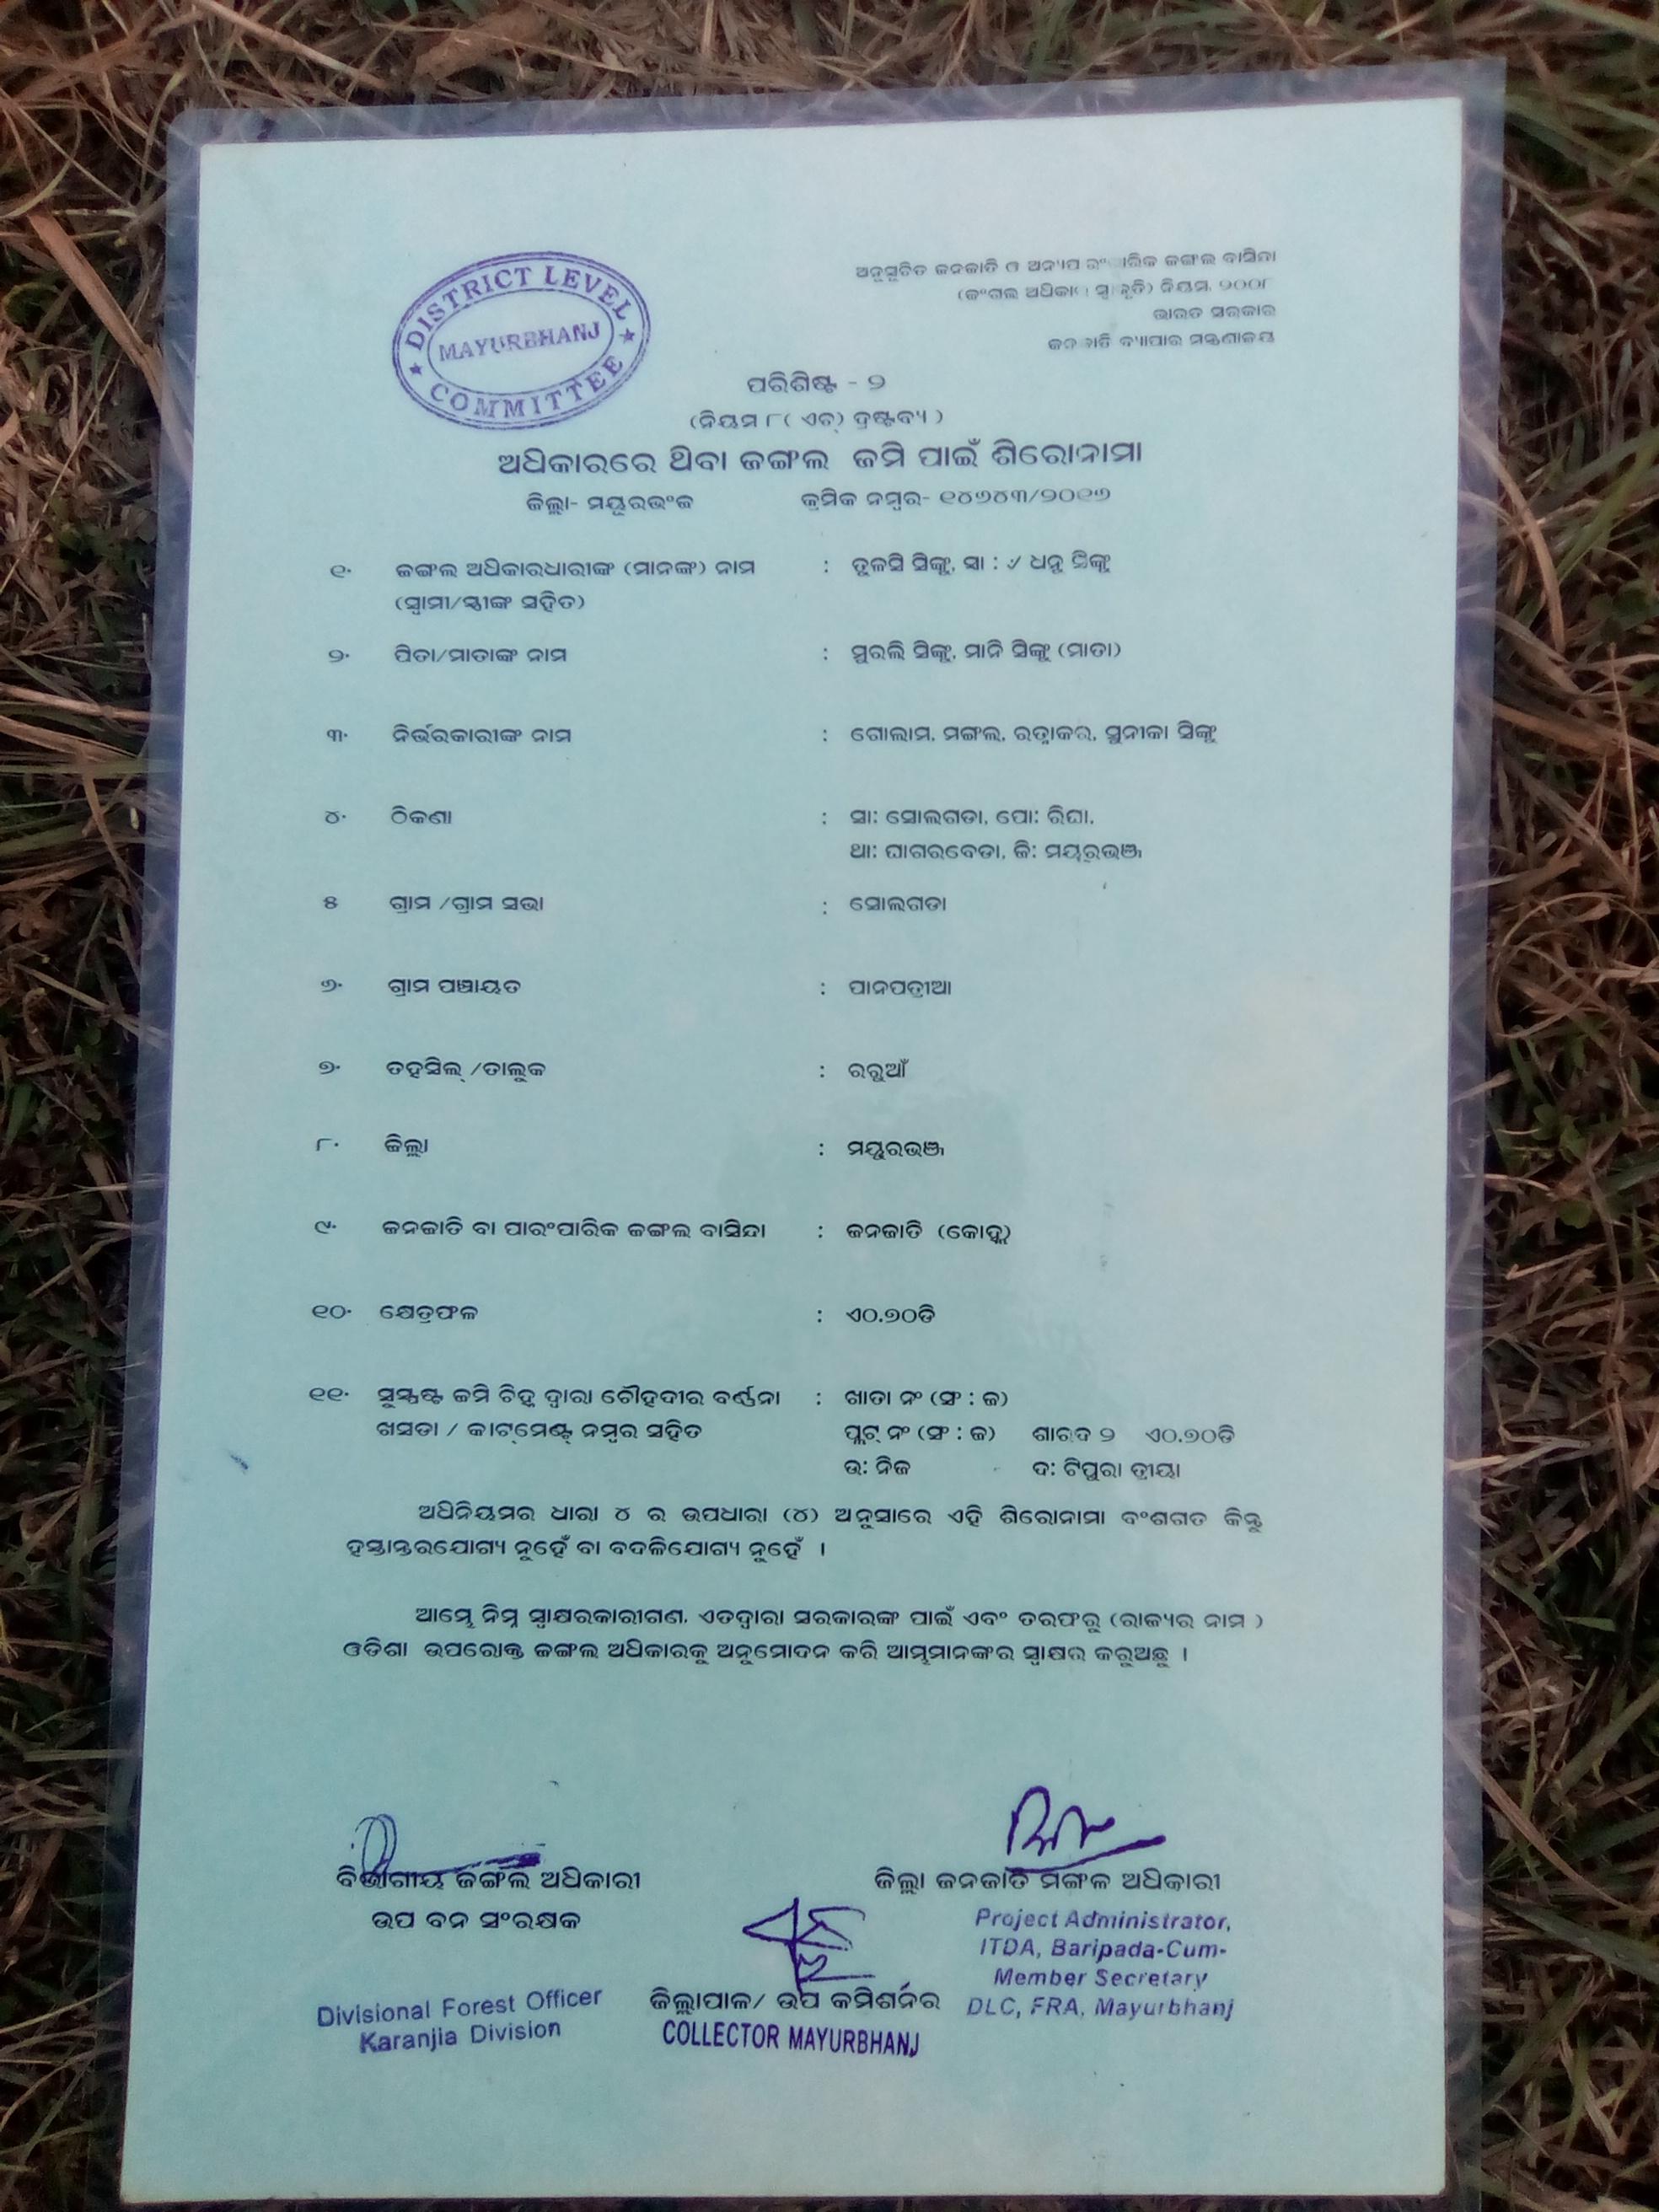 DISTRICT LEVEL
MAYURBHANJ
COMMITTEE
ଅନୁସୂଚିତ ଜନଜାତି ଓ ଅନ୍ୟାନ୍ୟ ଜଙ୍ଗଲ ବାସିନ୍ଦା
ନିୟମ, ୨୦୦୮
ଭାରତ ସରକାର
ଜନଜାତି ବ୍ୟାପାର ମନ୍ତ୍ରଣାଳୟ
ପରିଶିଷ୍ଟ - ୨
(ନିୟମ ୮( ଏଚ୍) ଦ୍ରଷ୍ଟବ୍ୟ )
ଅଧିକାରରେ ଥିବା ଜଙ୍ଗଲ ଜମି ପାଇଁ ଶିରୋନାମା
ଜିଲ୍ଲା- ମୟୂରଭଂଜ କ୍ରମିକ ନମ୍ବର- ୧୪୬୪୩/୨୦୧୬
୧. ଜଙ୍ଗଲ ଅଧିକାରଧାରୀଙ୍କ (ମାନଙ୍କ) ନାମ : ତୁଳସି ସିଙ୍କୁ, ସ୍ୱା : ୰ ଧନୁ ସିଙ୍କୁ
(ସ୍ୱାମୀ/ସ୍ତ୍ରୀଙ୍କ ସହିତ)
୨. ପିତା/ମାତାଙ୍କ ନାମ : ମୁରଲି ସିଙ୍କୁ, ମାନି ସିଙ୍କୁ (ମାତା)
୩. ନିର୍ଭରକାରୀଙ୍କ ନାମ : ଗୋଲାମ, ମଙ୍ଗଲ, ରତ୍ନାକର, ସୁନୀକା ସିଙ୍କୁ
୪. ଠିକଣା : ସା: ସୋଲଗଡା, ପୋ: ରିଘା,
ଥା: ଘାଗରବେଡା, ଜି: ମୟୂରଭଞ୍ଜ
୫ ଗ୍ରାମ /ଗ୍ରାମ ସଭା : ସୋଲଗଡା
୬. ଗ୍ରାମ ପଞ୍ଚାୟତ : ପାନପତ୍ରୀଆ
୭. ତହସିଲ୍ /ତାଲୁକ : ରରୁଆଁ
୮. ଜିଲ୍ଲା : ମୟୂରଭଞ୍ଜ
୯. ଜନଜାତି ବା ପାରଂପାରିକ ଜଙ୍ଗଲ ବାସିନ୍ଦା : ଜନଜାତି (କୋହ୍ଲ)
୧୦. କ୍ଷେତ୍ରଫଳ : ଏ୦.୭୦ଡି
୧୧. ସୁସ୍ପଷ୍ଟ ଜମି ଚିହ୍ନ ଦ୍ୱାରା ଚୌହଦୀର ବର୍ଣ୍ଣନା : ଖାତା ନଂ (ସଂ : ଜ)
ଖସଡା / କାଟ୍‌ମେଣ୍ଟ୍ ନମ୍ବର ସହିତ ପ୍ଲଟ୍ ନଂ (ସଂ : ଜ) ଶାରଦ ୨ ଏ୦.୭୦ଡି
ଉ: ନିଜ ଦ: ଟିପୁରା ତ୍ରୀୟା
ଅଧିନିୟମର ଧାରା ୪ ର ଉପଧାରା (୪) ଅନୁସାରେ ଏହି ଶିରୋନାମା ବଂଶଗତ କିନ୍ତୁ
ହସ୍ତାନ୍ତରଯୋଗ୍ୟ ନୁହେଁ ବା ବଦଳିଯୋଗ୍ୟ ନୁହେଁ ।
ଆମ୍ଭେ ନିମ୍ନ ସ୍ୱାକ୍ଷରକାରୀଗଣ, ଏତଦ୍ୱାରା ସରକାରଙ୍କ ପାଇଁ ଏବଂ ତରଫରୁ (ରାଜ୍ୟର ନାମ )
ଓଡିଶା ଉପରୋକ୍ତ ଜଙ୍ଗଲ ଅଧିକାରକୁ ଅନୁମୋଦନ କରି ଆମ୍ଭମାନଙ୍କର ସ୍ୱାକ୍ଷର କରୁଅଛୁ ।
ବିଭାଗୀୟ ଜଙ୍ଗଲ ଅଧିକାରୀ
ଉପ ବନ ସଂରକ୍ଷକ
Divisional Forest Officer
Karanjia Division
ଜିଲ୍ଲାପାଳ/ ଉପ କମିଶନର
COLLECTOR MAYURBHANJ
ଜିଲ୍ଲା ଜନଜାତି ମଙ୍ଗଳ ଅଧିକାରୀ
Project Administrator,
ITDA, Baripada-Cum-
Member Secretary
DLC, FRA, Mayurbhanj